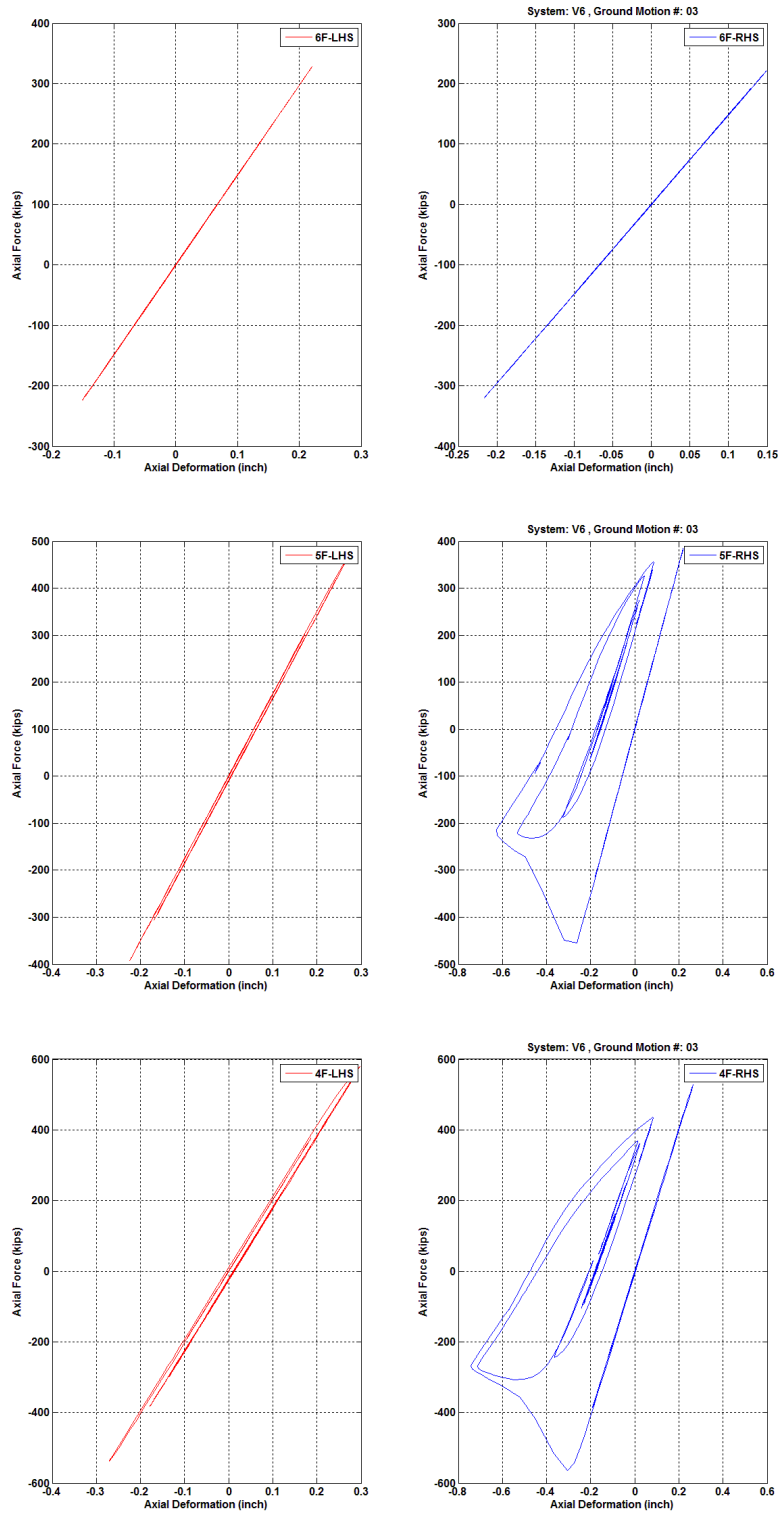 System: V6 , Ground Motion #: 03
400
300
200
100
0
-100
-200
-300
-0.2 -0.1 0 0.1 0.2 0.3
Axial Force (kips)
Axial Deformation (inch)
6F-LHS
400
300
200
100
0
-100
-200
-300
-400
-0.25 -0.2 -0.15 -0.1 -0.05 0 0.05 0.1 0.15
Axial Force (kips)
Axial Deformation (inch)
6F-RHS
System: V6 , Ground Motion #: 03
500
400
300
200
100
0
-100
-200
-300
-400
-0.4 -0.3 -0.2 -0.1 0 0.1 0.2 0.3
Axial Force (kips)
Axial Deformation (inch)
5F-LHS
400
300
200
100
0
-100
-200
-300
-400
-500
-0.8 -0.6 -0.4 -0.2 0 0.2 0.4 0.6
Axial Force (kips)
Axial Deformation (inch)
5F-RHS
System: V6 , Ground Motion #: 03
600
400
200
0
-200
-400
-600
-0.4 -0.3 -0.2 -0.1 0 0.1 0.2 0.3
Axial Force (kips)
Axial Deformation (inch)
4F-LHS
600
400
200
0
-200
-400
-600
-0.8 -0.6 -0.4 -0.2 0 0.2 0.4 0.6
Axial Force (kips)
Axial Deformation (inch)
4F-RHS